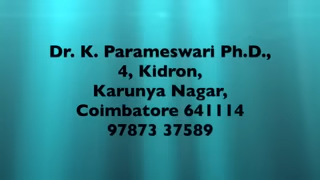 Dr. K. Parameswari Ph.D.,
4, Kidron,
Karunya Nagar,
Coimbatore 641114
97873 37589